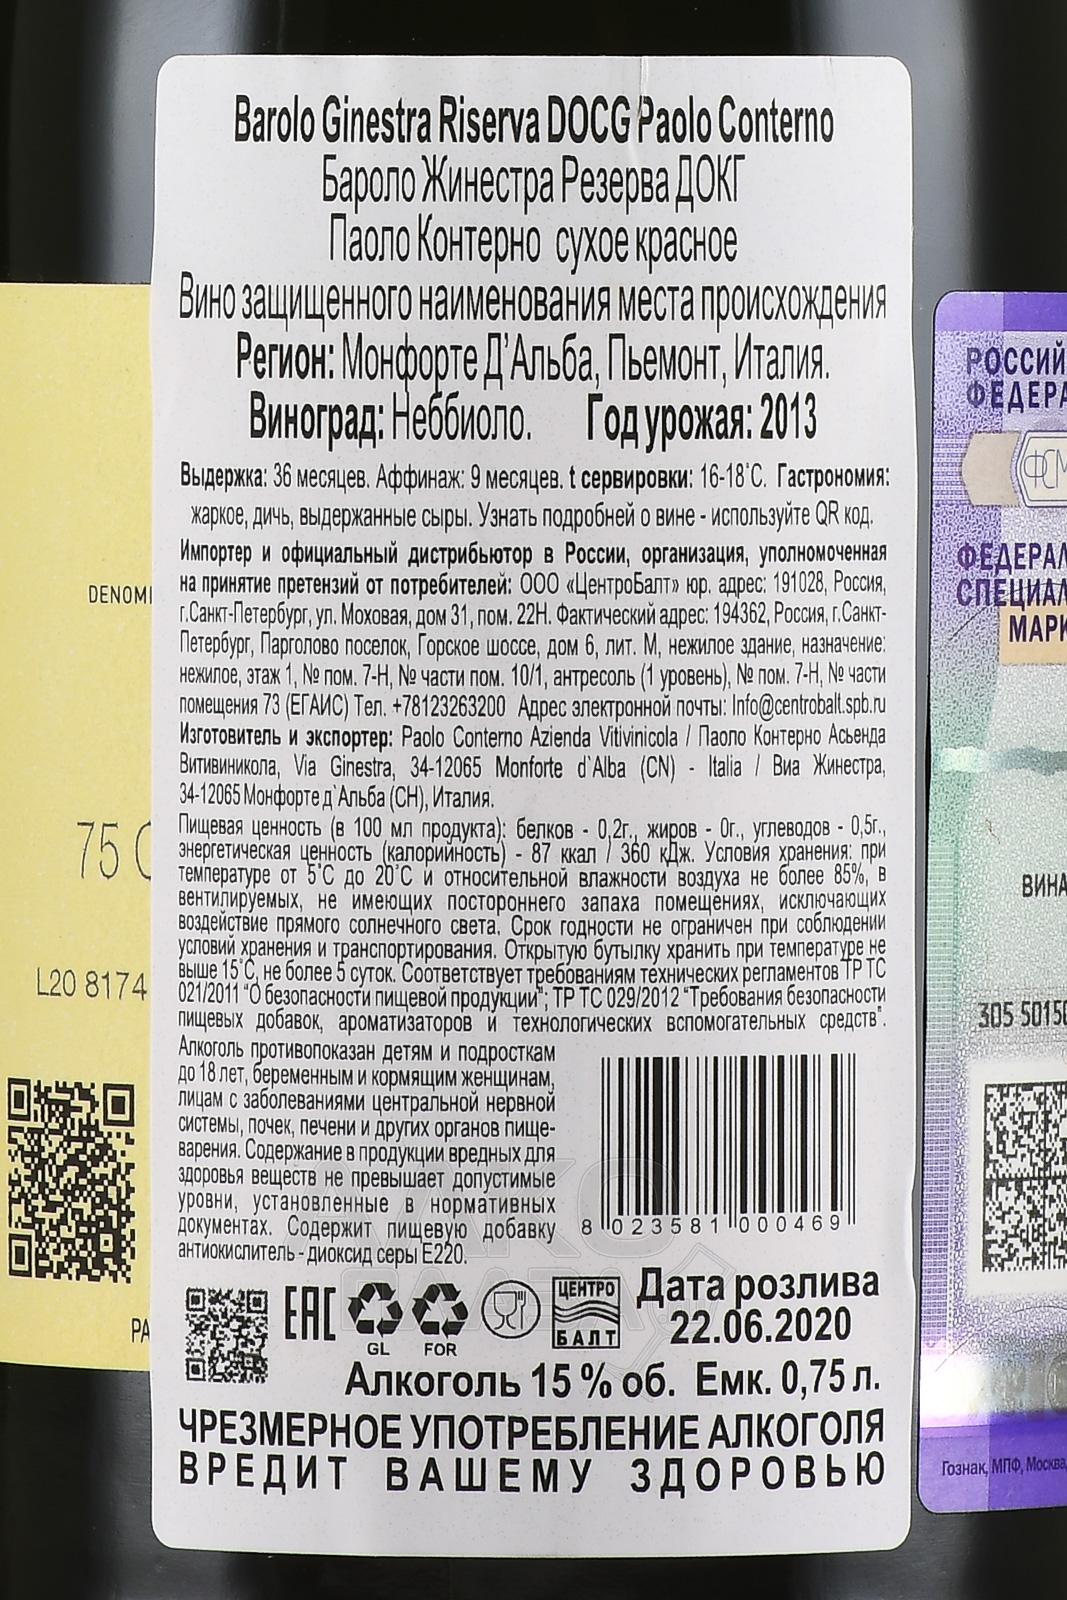 Barolo Ginestra Riserva DOCG Paolo Conterno
Бароло Жинестра Резерва ДОКГ
Паоло Контерно сухое красное
Вино защищенного наименования места происхождения
Регион: Монфорте Д'Альба, Пьемонт, Италия.
Виноград: Неббиоло. Год урожая: 2013
Выдержка: 36 месяцев. Аффинаж: 9 месяцев. t сервировки: 16-18˚С. Гастрономия:
жаркое, дичь, выдержанные сыры. Узнать подробней о вине - используйте QR код.
Импортер и официальный дистрибьютор в России, организация, уполномоченная
на принятие претензий от потребителей: ООО «ЦентроБалт» юр. адрес: 191028, Россия,
г.Санкт-Петербург, ул. Моховая, дом 31, пом. 22Н. Фактический адрес: 194362, Россия, г.Санкт-
Петербург, Парголово поселок, Горское шоссе, дом 6, лит. М, нежилое здание, назначение:
нежилое, этаж 1, № пом. 7-Н, № части пом. 10/1, антресоль (1 уровень), № пом. 7-Н, № части
помещения 73 (ЕГАИС) Тел. +78123263200 Адрес электронной почты: Info@centrobalt.spb.ru
Изготовитель и экспортер: Paolo Conterno Azienda Vitivinicola / Паоло Контерно Асьенда
Витивиникола, Via Ginestra, 34-12065 Monforte d`Alba (CN) - Italia / Виа Жинестра,
34-12065 Монфорте д`Альба (CH), Италия.
Пищевая ценность (в 100 мл продукта): белков - 0,2г., жиров - 0г., углеводов - 0,5г.,
энергетическая ценность (калорийность) - 87 ккал / 360 кДж. Условия хранения: при
температуре от 5˚С до 20˚С и относительной влажности воздуха не более 85%, в
вентилируемых, не имеющих постороннего запаха помещениях, исключающих
воздействие прямого солнечного света. Срок годности не ограничен при соблюдении
условий хранения и транспортирования. Открытую бутылку хранить при температуре не
выше 15˚С, не более 5 суток. Соответствует требованиям технических регламентов ТР ТС
021/2011 "О безопасности пищевой продукции"; ТР ТС 029/2012 "Требования безопасности
пищевых добавок, ароматизаторов и технологических вспомогательных средств".
Алкоголь противопоказан детям и подросткам
до 18 лет, беременным и кормящим женщинам,
лицам с заболеваниями центральной нервной
системы, почек, печени и других органов пище-
варения. Содержание в продукции вредных для
здоровья веществ не превышает допустимые
уровни, установленные в нормативных
документах. Содержит пищевую добавку
антиокислитель - диоксид серы Е220.
8 023581 000469
EAC
GL
FOR
ЦЕНТРО
БАЛТ
Дата розлива
22.06.2020
Алкоголь 15 % об. Емк. 0,75 л.
ЧРЕЗМЕРНОЕ УПОТРЕБЛЕНИЕ АЛКОГОЛЯ
ВРЕДИТ ВАШЕМУ ЗДОРОВЬЮ
DENOMI
75 C
L20 8174
PA
РОССИЙ
ФЕДЕРА
ФСМ
ФЕДЕРАЛ
СПЕЦИАЛ
МАРК
ВИНА
305 5015
Гознак, МПФ, Москва,